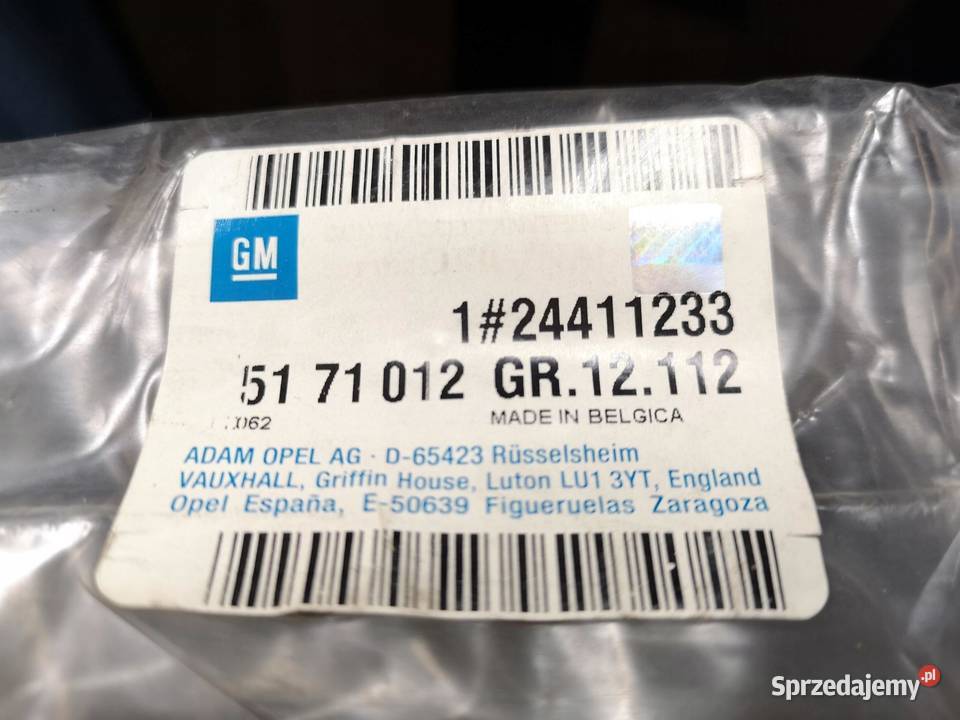 GM
1#24411233
51 71 012 GR.12.112
062 MADE IN BELGICA
ADAM OPEL AG · D-65423 Rüsselsheim
VAUXHALL, Griffin House, Luton LU1 3YT, England
Opel España, E-50639 Figueruelas Zaragoza
Sprzedajemy.pl